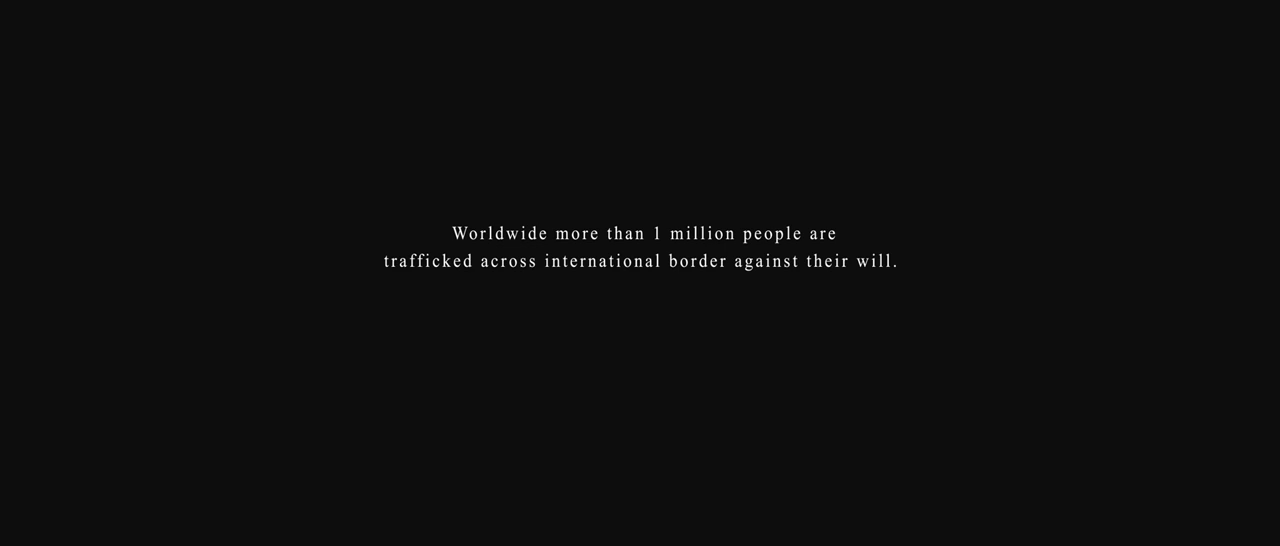 Worldwide more than 1 million people are
trafficked across international border against their will.